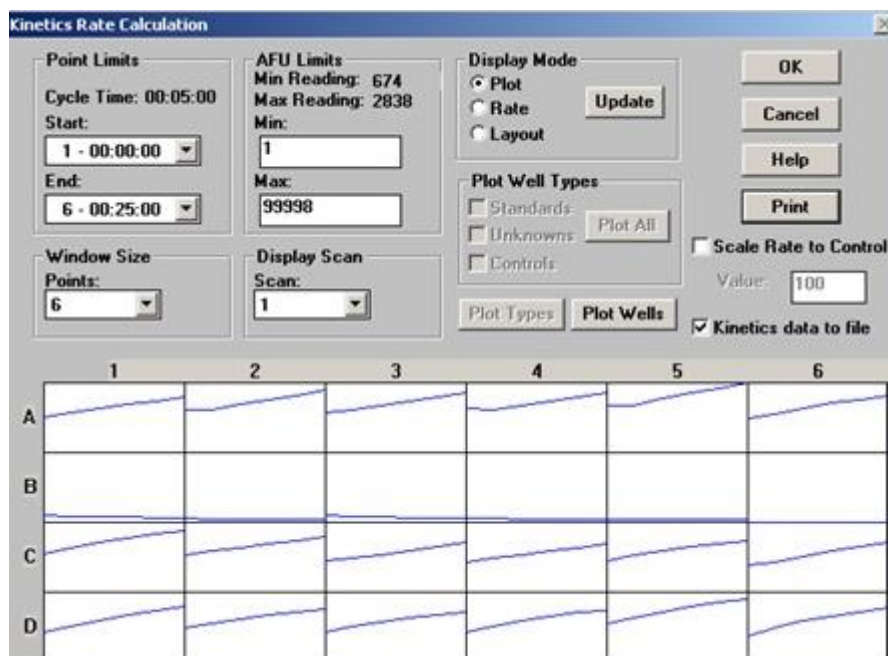 Kinetics Rate Calculation
Point Limits
Cycle Time: 00:05:00
Start:
1 - 00:00:00
End:
6 - 00:25:00
AFU Limits
Min Reading: 674
Max Reading: 2838
Min:
1
Max:
99998
Display Mode
Plot
Rate
Layout
Update
OK
Cancel
Help
Print
Plot Well Types
Standards
Unknowns
Controls
Plot All
Scale Rate to Control
Value: 100
Window Size
Points:
6
Display Scan
Scan:
1
Plot Types
Plot Wells
Kinetics data to file
1 2 3 4 5 6
A
B
C
D